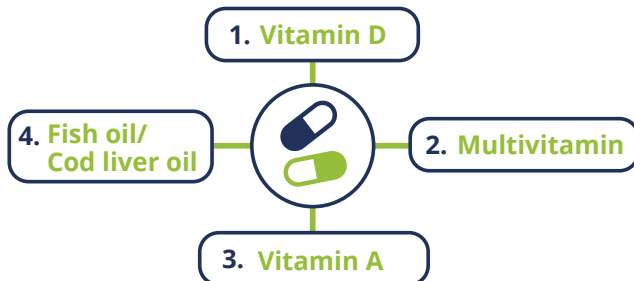 1. Vitamin D
2. Multivitamin
3. Vitamin A
4. Fish oil/
Cod liver oil